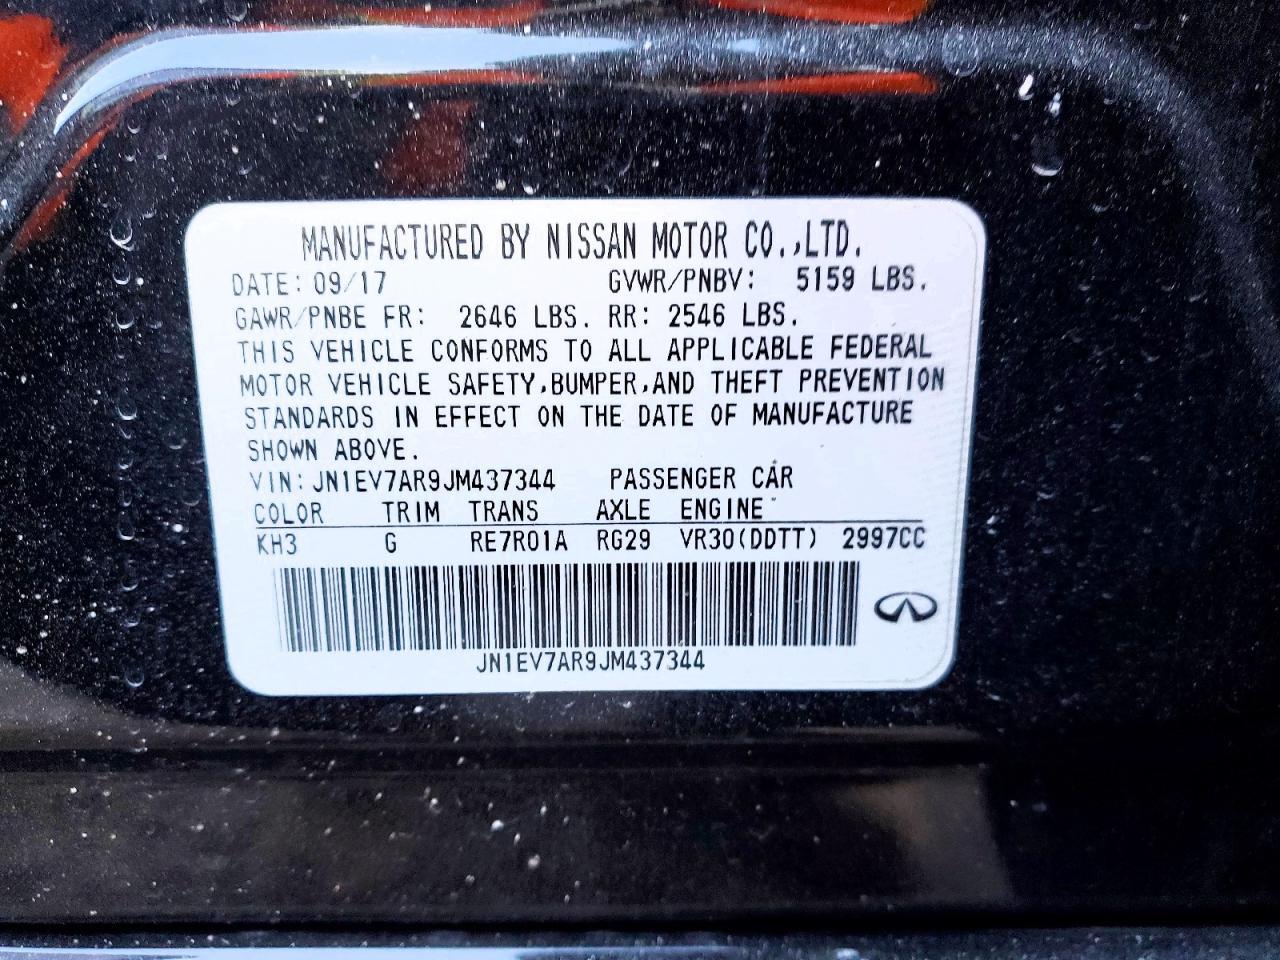 MANUFACTURED BY NISSAN MOTOR CO.,LTD.
DATE: 09/17 GVWR/PNBV: 5159 LBS.
GAWR/PNBE FR: 2646 LBS. RR: 2546 LBS.
THIS VEHICLE CONFORMS TO ALL APPLICABLE FEDERAL
MOTOR VEHICLE SAFETY,BUMPER,AND THEFT PREVENTION
STANDARDS IN EFFECT ON THE DATE OF MANUFACTURE
SHOWN ABOVE.
VIN: JN1EV7AR9JM437344 PASSENGER CAR
COLOR TRIM TRANS AXLE ENGINE
KH3 G RE7R01A RG29 VR30(DDTT) 2997CC
JN1EV7AR9JM437344